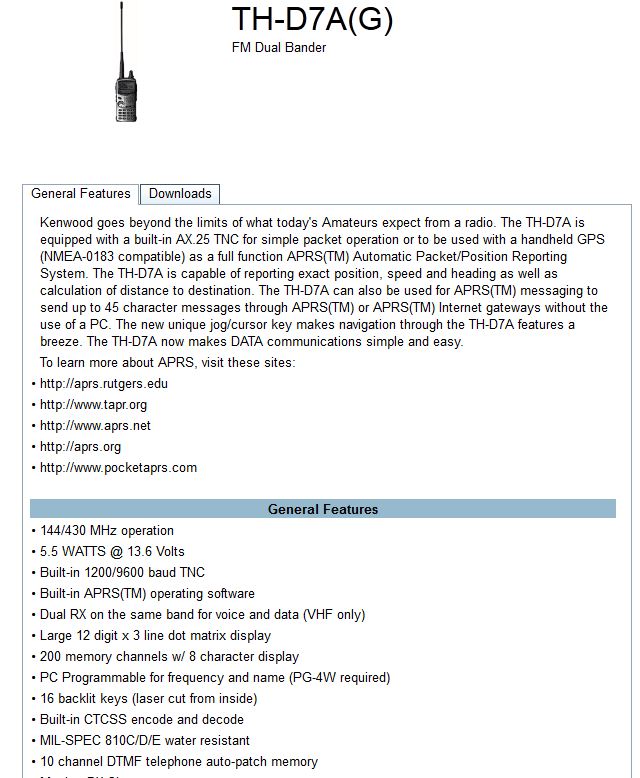 TH-D7A(G)
FM Dual Bander
General Features
Downloads
Kenwood goes beyond the limits of what today's Amateurs expect from a radio. The TH-D7A is
equipped with a built-in AX.25 TNC for simple packet operation or to be used with a handheld GPS
(NMEA-0183 compatible) as a full function APRS(TM) Automatic Packet/Position Reporting
System. The TH-D7A is capable of reporting exact position, speed and heading as well as
calculation of distance to destination. The TH-D7A can also be used for APRS(TM) messaging to
send up to 45 character messages through APRS(TM) or APRS(TM) Internet gateways without the
use of a PC. The new unique jog/cursor key makes navigation through the TH-D7A features a
breeze. The TH-D7A now makes DATA communications simple and easy.
To learn more about APRS, visit these sites:
• http://aprs.rutgers.edu
• http://www.tapr.org
• http://www.aprs.net
• http://aprs.org
• http://www.pocketaprs.com
General Features
• 144/430 MHz operation
• 5.5 WATTS @ 13.6 Volts
• Built-in 1200/9600 baud TNC
• Built-in APRS(TM) operating software
• Dual RX on the same band for voice and data (VHF only)
• Large 12 digit x 3 line dot matrix display
• 200 memory channels w/ 8 character display
• PC Programmable for frequency and name (PG-4W required)
• 16 backlit keys (laser cut from inside)
• Built-in CTCSS encode and decode
• MIL-SPEC 810C/D/E water resistant
• 10 channel DTMF telephone auto-patch memory